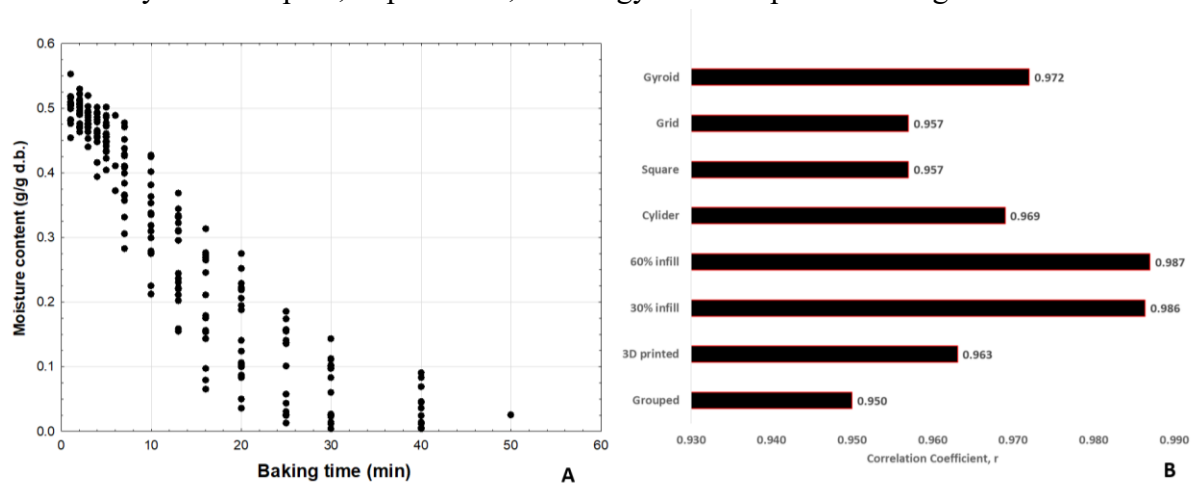 0.6
0.5
0.4
0.3
0.2
0.1
0.0
Moisture content (g/g d.b.)
0 10 20 30 40 50 60
Baking time (min)
A
Gyroid 0.972
Grid 0.957
Square 0.957
Cylider 0.969
60% infill 0.987
30% infill 0.986
3D printed 0.963
Grouped 0.950
0.930 0.940 0.950 0.960 0.970 0.980 0.990
Correlation Coefficient, r
B